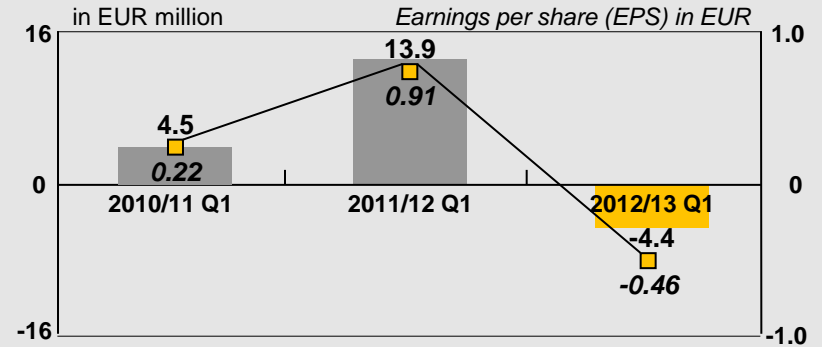 in EUR million
Earnings per share (EPS) in EUR
16
1.0
13.9
0.91
4.5
0.22
0
0
2010/11 Q1
2011/12 Q1
2012/13 Q1
-4.4
-0.46
-16
-1.0